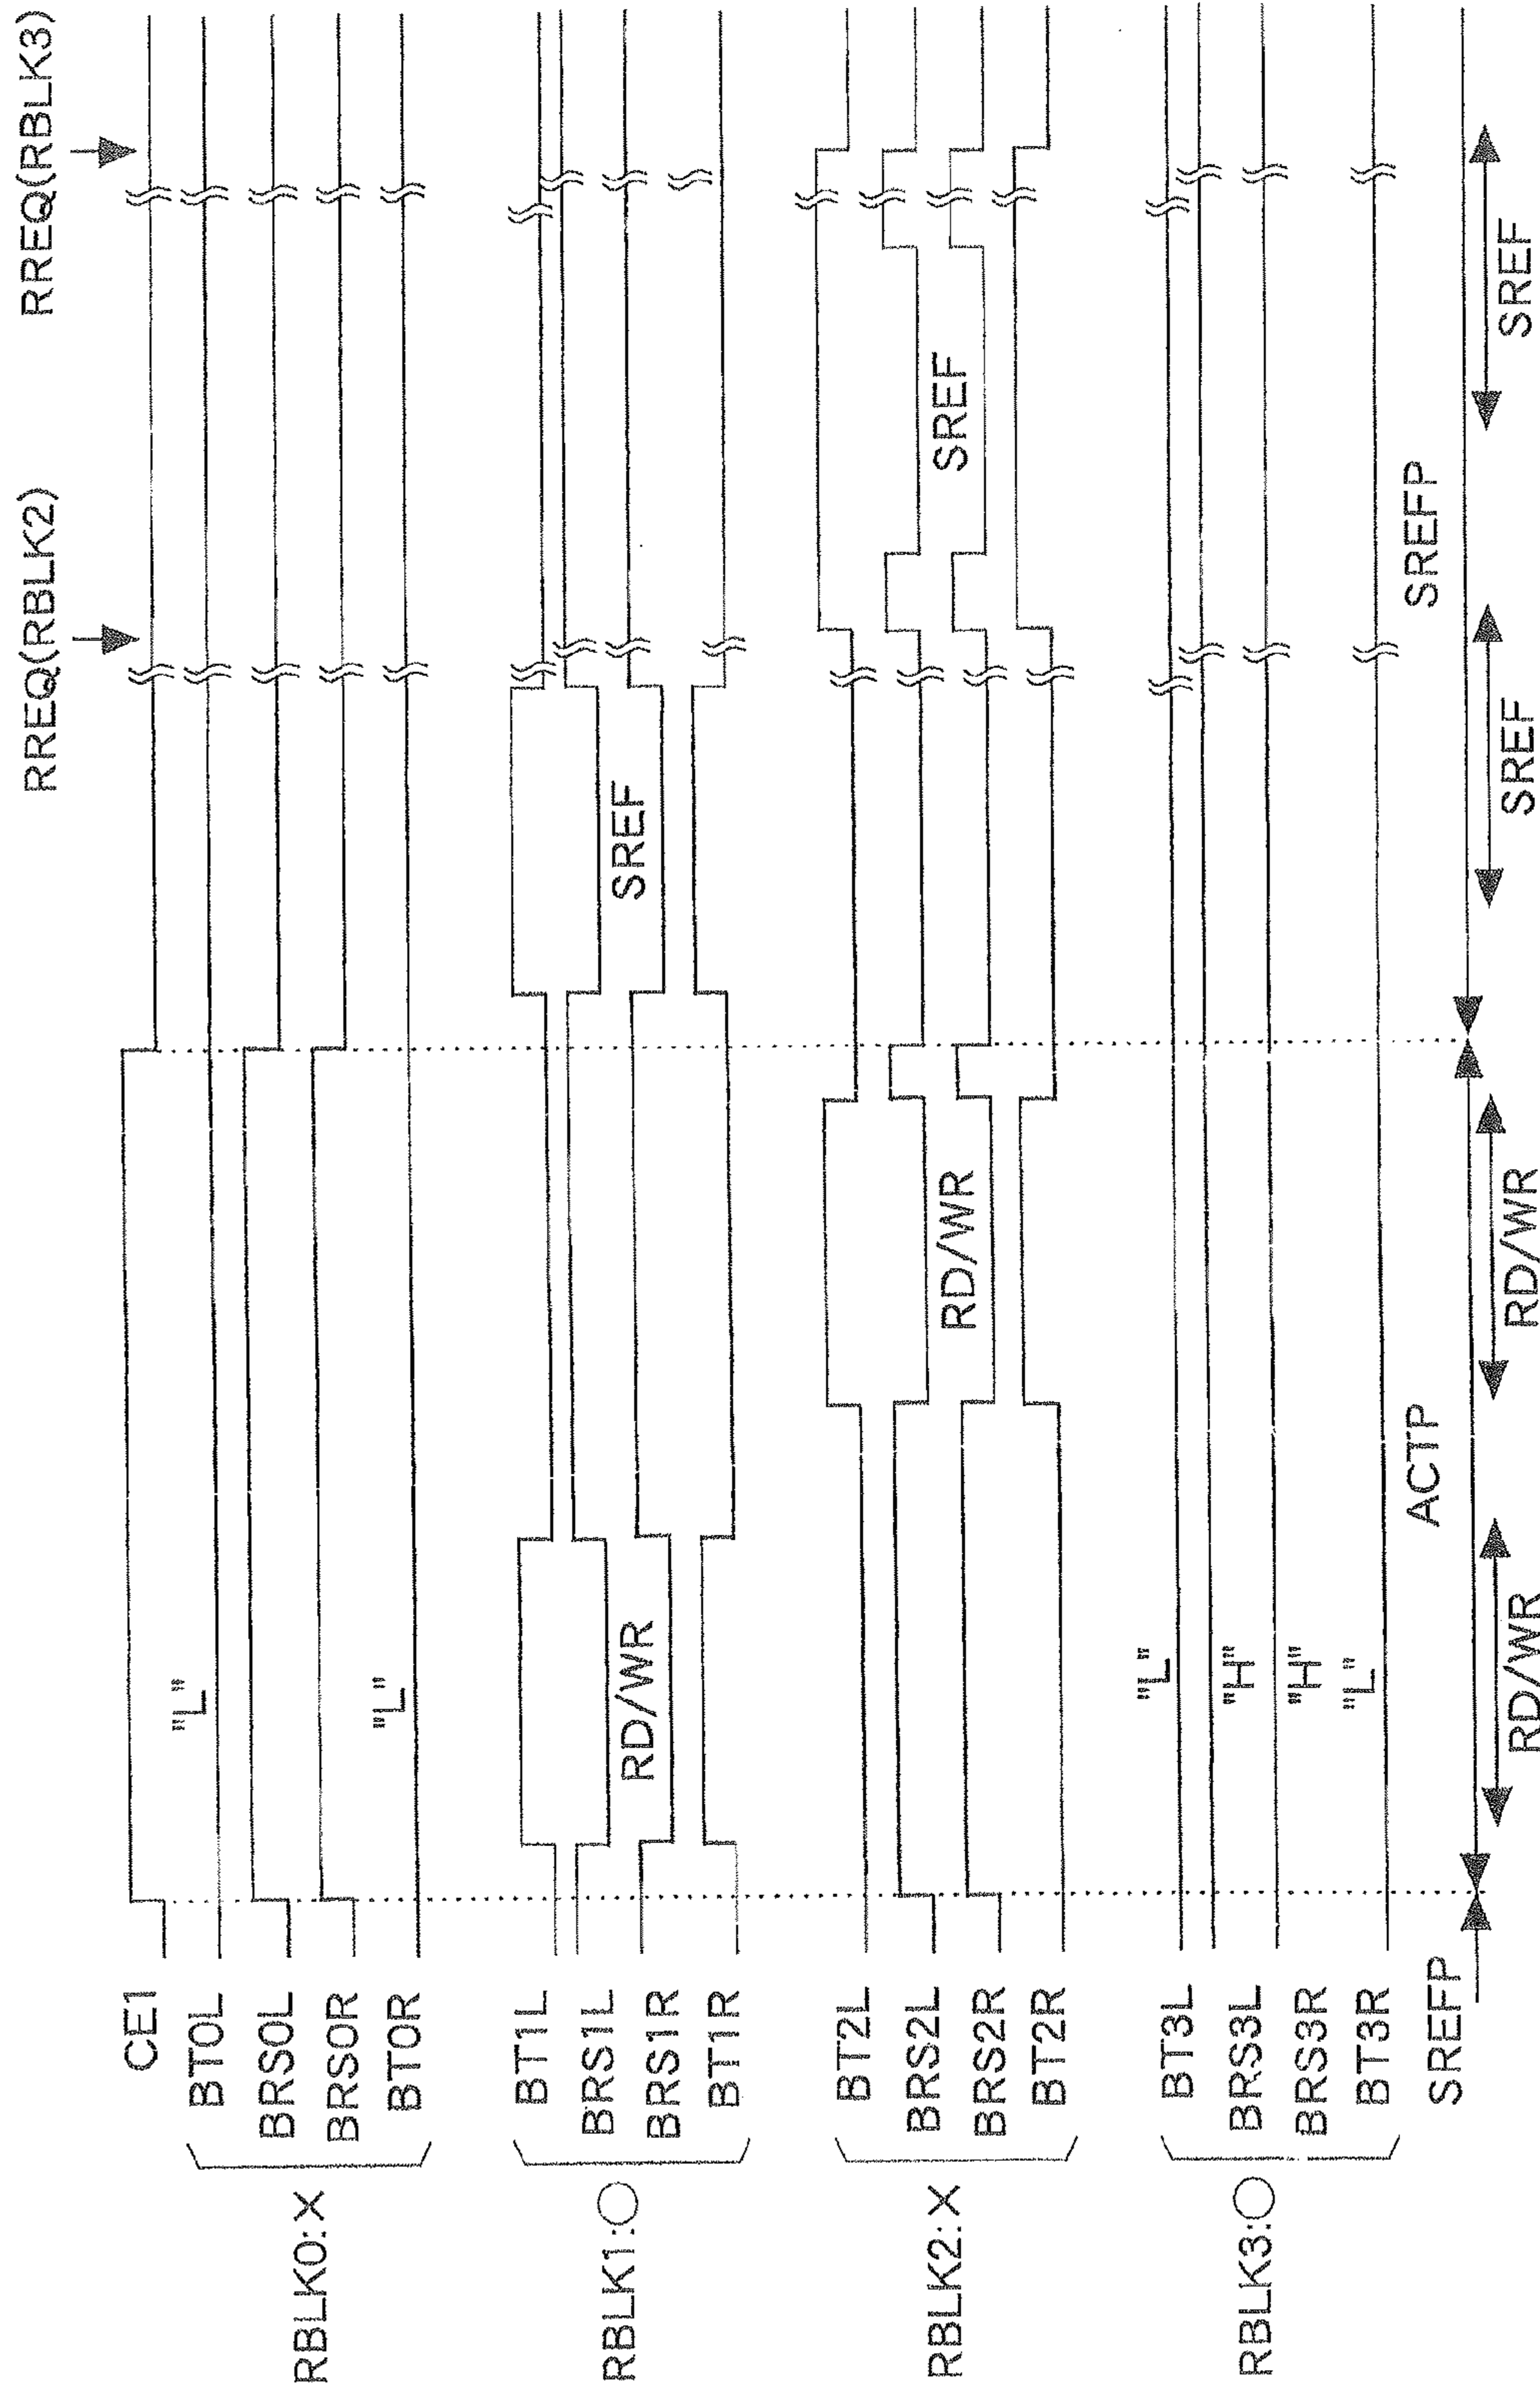 RREQ(RBLK2)
RREQ(RBLK3)
CE1
RBLK0:X
BT0L
"L"
BRS0L
BRS0R
BT0R
"L"
RBLK1:○
BT1L
BRS1L
RD/WR
SREF
BRS1R
BT1R
RBLK2:X
BT2L
BRS2L
RD/WR
SREF
BRS2R
BT2R
RBLK3:○
BT3L
"L"
BRS3L
"H"
BRS3R
"H"
BT3R
"L"
SREFP
ACTP
SREFP
RD/WR
RD/WR
SREF
SREF